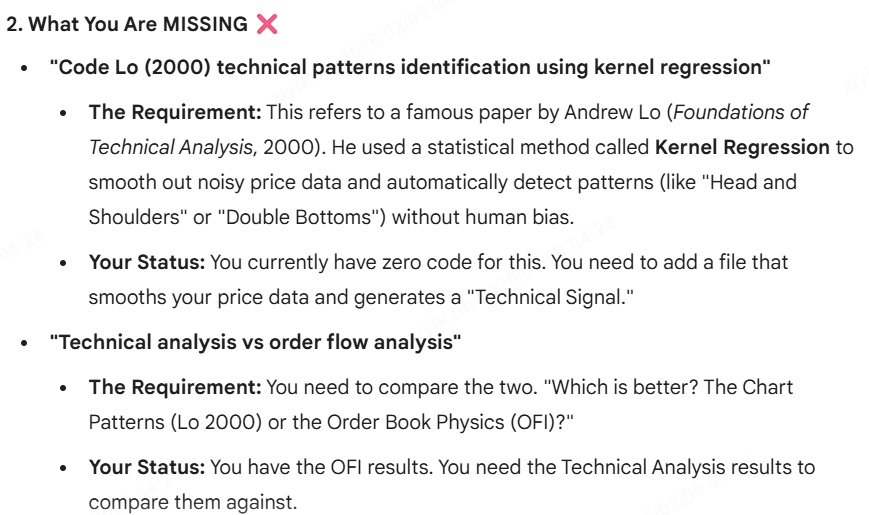 2. What You Are MISSING ❌
• "Code Lo (2000) technical patterns identification using kernel regression"
• The Requirement: This refers to a famous paper by Andrew Lo (Foundations of
Technical Analysis, 2000). He used a statistical method called Kernel Regression to
smooth out noisy price data and automatically detect patterns (like "Head and
Shoulders" or "Double Bottoms") without human bias.
• Your Status: You currently have zero code for this. You need to add a file that
smooths your price data and generates a "Technical Signal."
• "Technical analysis vs order flow analysis"
• The Requirement: You need to compare the two. "Which is better? The Chart
Patterns (Lo 2000) or the Order Book Physics (OFI)?"
• Your Status: You have the OFI results. You need the Technical Analysis results to
compare them against.